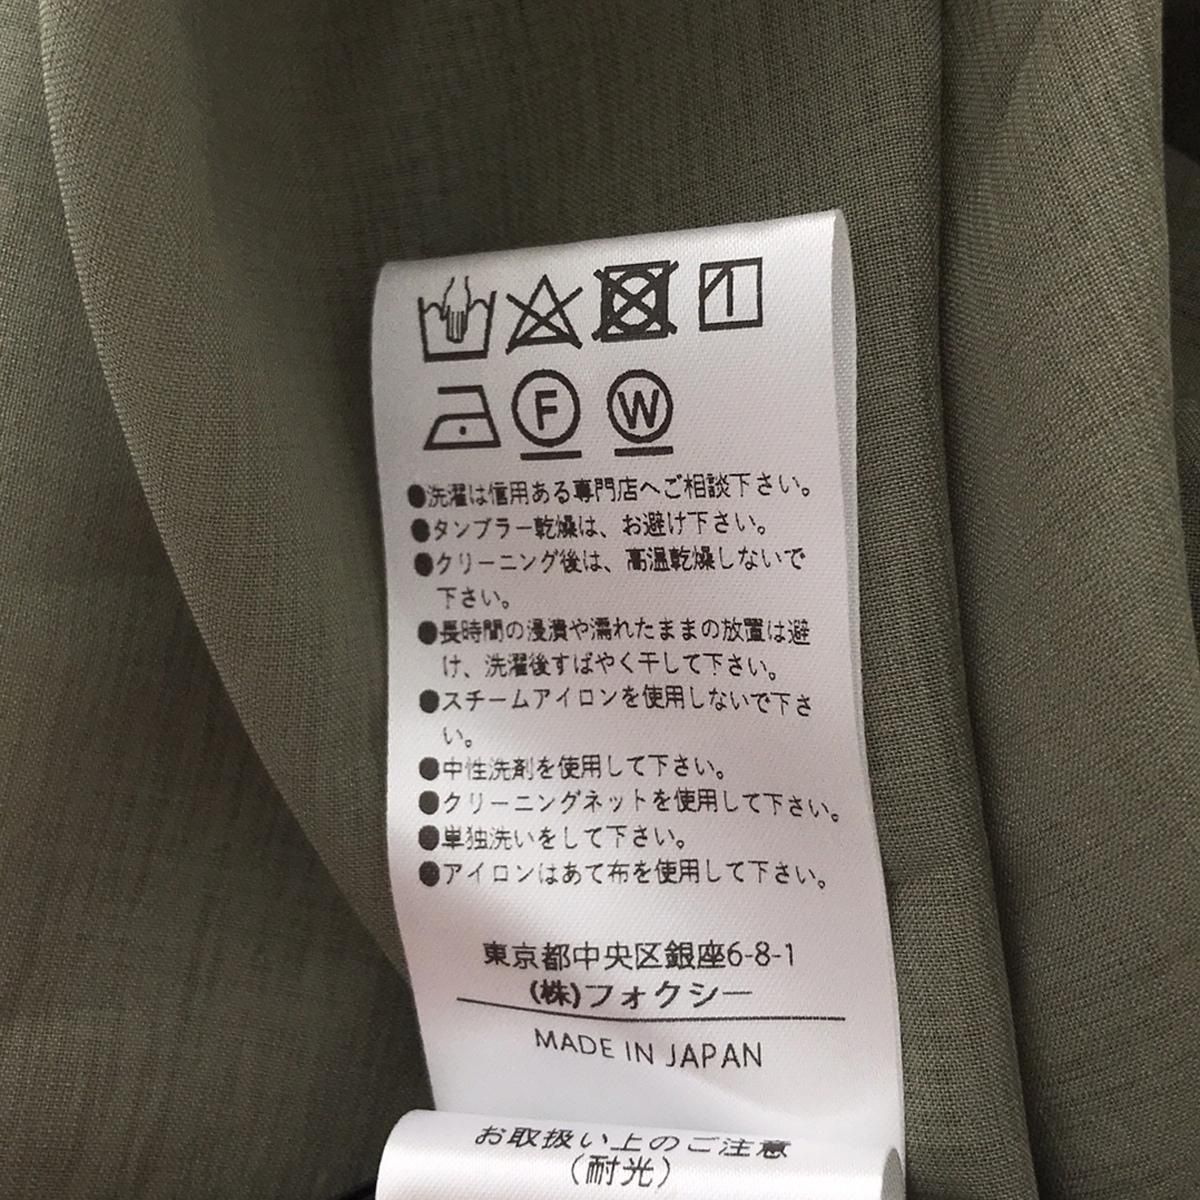 F W
●洗濯は信用ある専門店へご相談下さい。
●タンブラー乾燥は、お避け下さい。
●クリーニング後は、高温乾燥しないで
下さい。
●長時間の浸漬や濡れたままの放置は避
け、洗濯後すばやく干して下さい。
●スチームアイロンを使用しないで下さ
い。
●中性洗剤を使用して下さい。
●クリーニングネットを使用して下さい。
●単独洗いをして下さい。
●アイロンはあて布を使用して下さい。
東京都中央区銀座6-8-1
(株)フォクシー
MADE IN JAPAN
お取扱い上のご注意
(耐光)